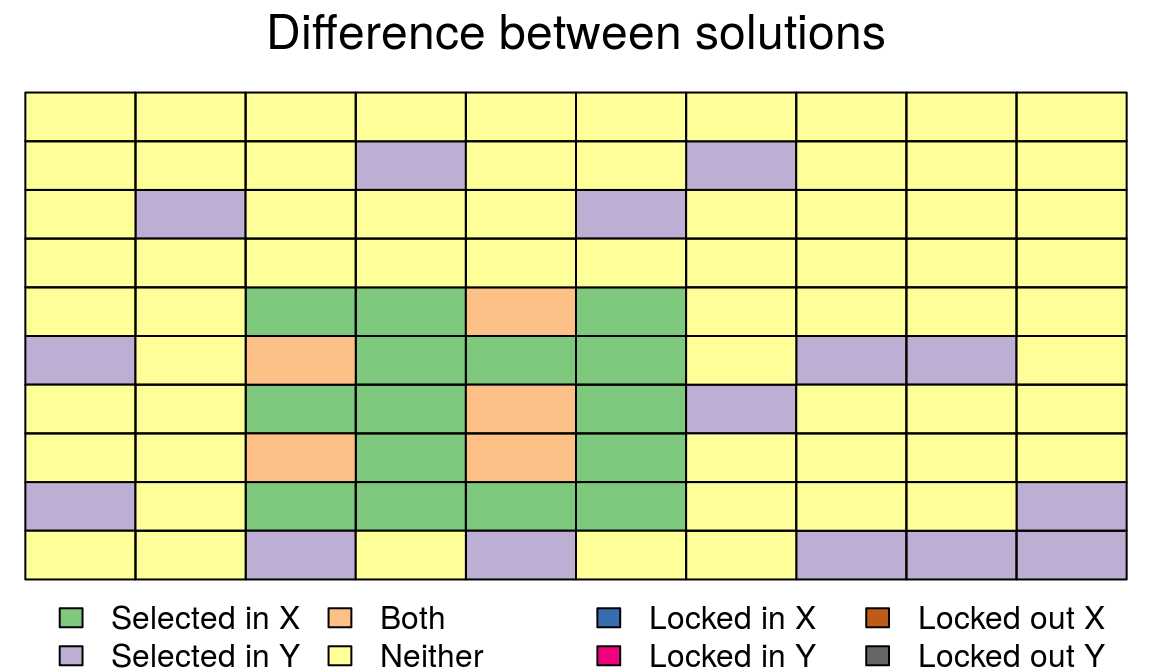 Difference between solutions
Selected in X Both Locked in X Locked out X
Selected in Y Neither Locked in Y Locked out Y